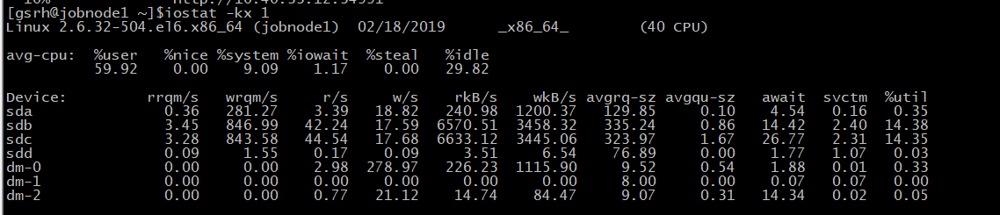 [gsrh@jobnode1 ~]$iostat -kx 1
Linux 2.6.32-504.el6.x86_64 (jobnode1) 02/18/2019 _x86_64_ (40 CPU)
avg-cpu: %user %nice %system %iowait %steal %idle
59.92 0.00 9.09 1.17 0.00 29.82
Device: rrqm/s wrqm/s r/s w/s rkB/s wkB/s avgrq-sz avgqu-sz await svctm %util
sda 0.36 281.27 3.39 18.82 240.98 1200.37 129.85 0.10 4.54 0.16 0.35
sdb 3.45 846.99 42.24 17.59 6570.51 3458.32 335.24 0.86 14.42 2.40 14.38
sdc 3.28 843.58 44.54 17.68 6633.12 3445.06 323.97 1.67 26.77 2.31 14.35
sdd 0.09 1.55 0.17 0.09 3.51 6.54 76.89 0.00 1.77 1.07 0.03
dm-0 0.00 0.00 2.98 278.97 226.23 1115.90 9.52 0.54 1.88 0.01 0.33
dm-1 0.00 0.00 0.00 0.00 0.00 0.00 8.00 0.00 0.07 0.07 0.00
dm-2 0.00 0.00 0.77 21.12 14.74 84.47 9.07 0.31 14.34 0.02 0.05